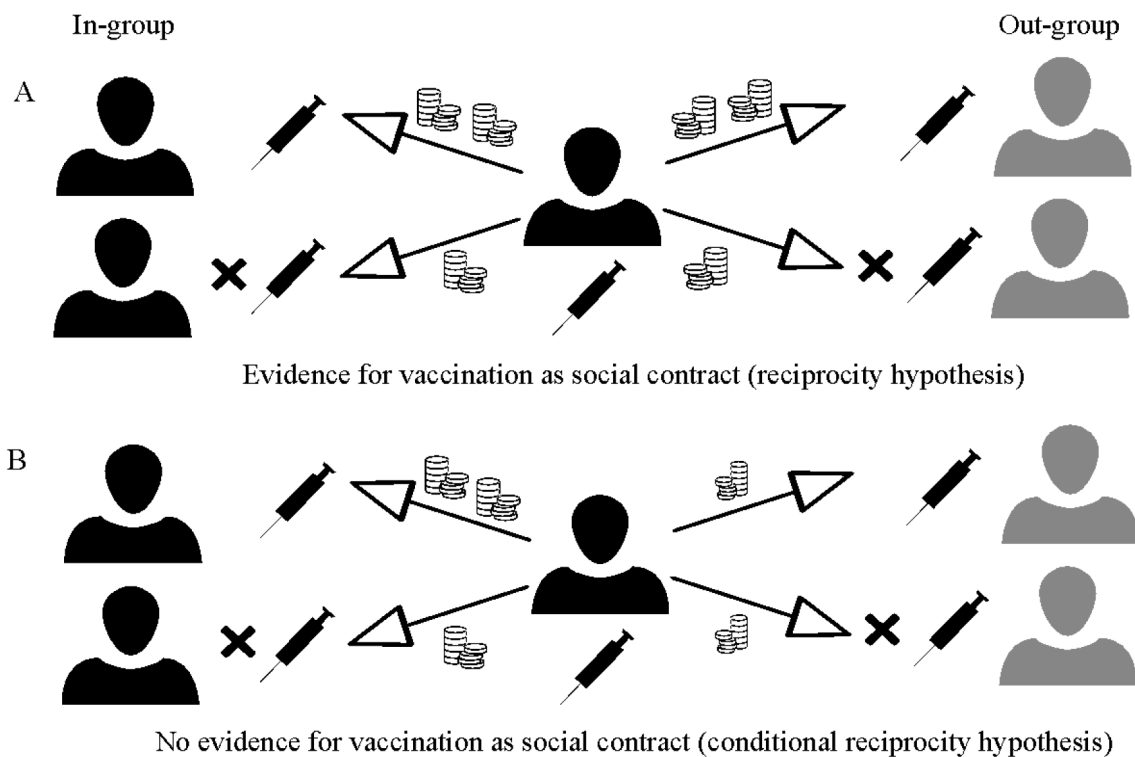 In-group
Out-group
A
Evidence for vaccination as social contract (reciprocity hypothesis)
B
No evidence for vaccination as social contract (conditional reciprocity hypothesis)